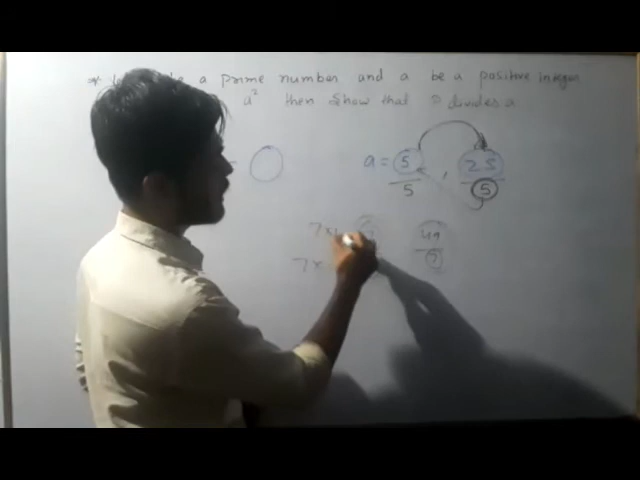 be a prime number and a be a positive integer
a² then show that P divides a
a = 5/5 , 25/5
7x 49/7
7x